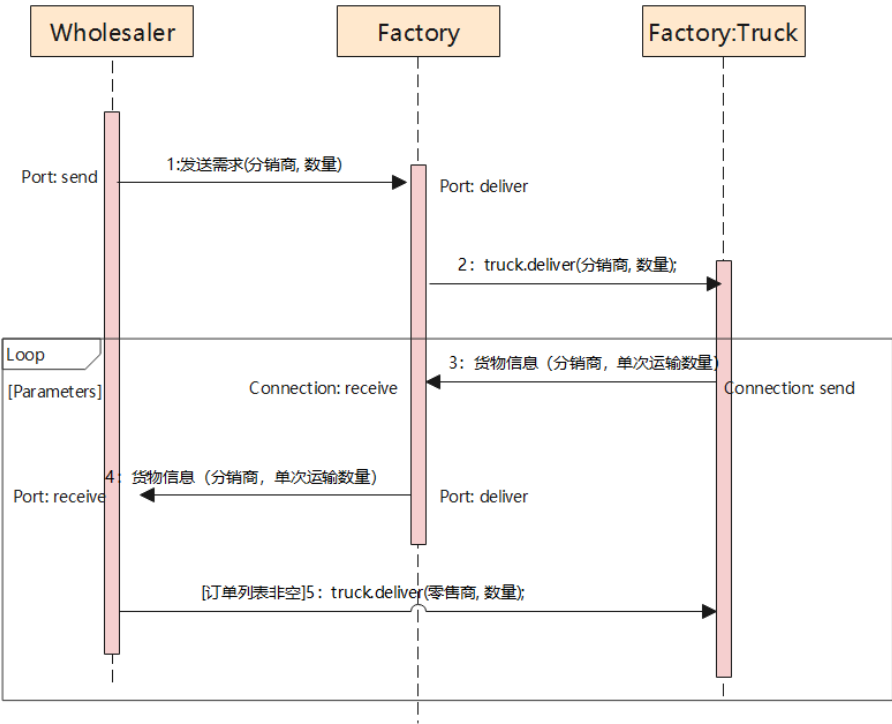 Wholesaler
Factory
Factory:Truck
1:发送需求(分销商, 数量)
Port: send
Port: deliver
2：truck.deliver(分销商, 数量);
Loop
3：货物信息（分销商，单次运输数量）
[Parameters]
Connection: receive
Connection: send
4：货物信息（分销商，单次运输数量）
Port: receive
Port: deliver
[订单列表非空]5：truck.deliver(零售商, 数量);